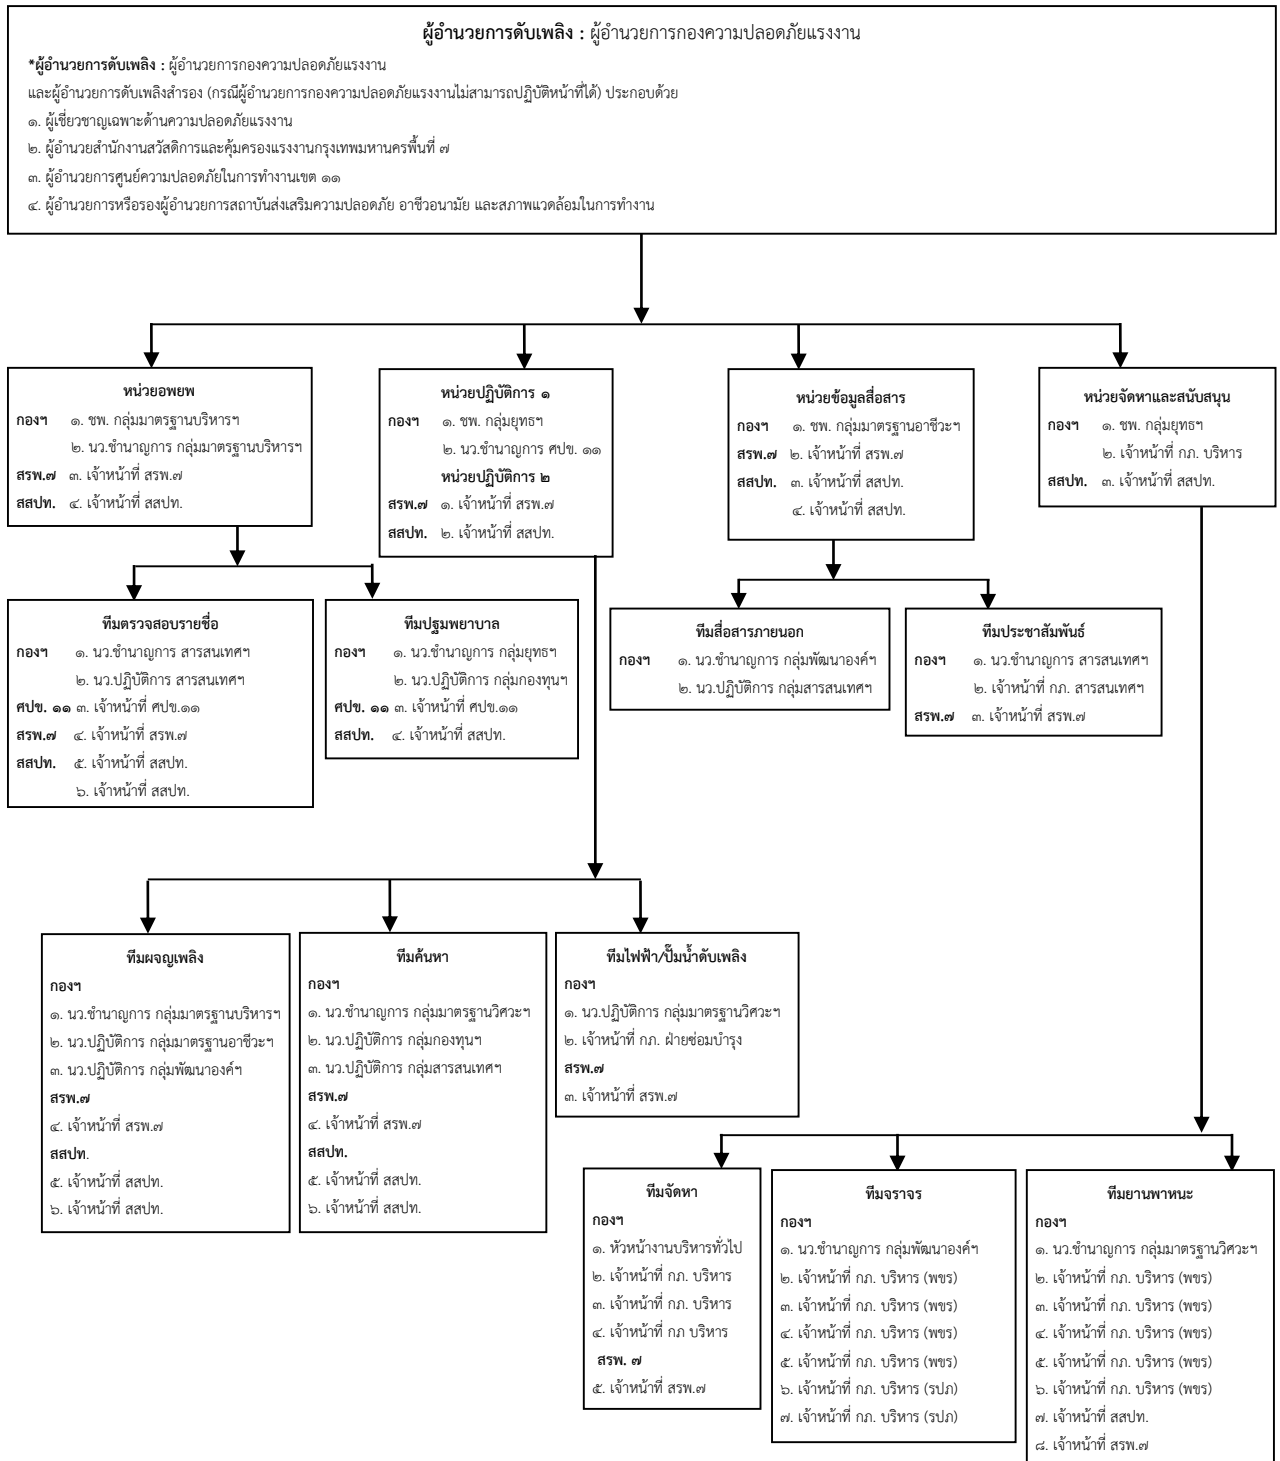 ผู้อำนวยการดับเพลิง : ผู้อำนวยการกองความปลอดภัยแรงงาน
*ผู้อำนวยการดับเพลิง : ผู้อำนวยการกองความปลอดภัยแรงงาน
และผู้อำนวยการดับเพลิงสำรอง (กรณีผู้อำนวยการกองความปลอดภัยแรงงานไม่สามารถปฏิบัติหน้าที่ได้) ประกอบด้วย
๑. ผู้เชี่ยวชาญเฉพาะด้านความปลอดภัยแรงงาน
๒. ผู้อำนวยสำนักงานสวัสดิการและคุ้มครองแรงงานกรุงเทพมหานครพื้นที่ ๗
๓. ผู้อำนวยการศูนย์ความปลอดภัยในการทำงานเขต ๑๑
๔. ผู้อำนวยการหรือรองผู้อำนวยการสถาบันส่งเสริมความปลอดภัย อาชีวอนามัย และสภาพแวดล้อมในการทำงาน
หน่วยอพยพ
กองฯ ๑. ชพ. กลุ่มมาตรฐานบริหารฯ
๒. นว.ชำนาญการ กลุ่มมาตรฐานบริหารฯ
สรพ.๗ ๓. เจ้าหน้าที่ สรพ.๗
สสปท. ๔. เจ้าหน้าที่ สสปท.
หน่วยปฏิบัติการ ๑
กองฯ ๑. ชพ. กลุ่มยุทธฯ
๒. นว.ชำนาญการ ศปข. ๑๑
หน่วยปฏิบัติการ ๒
สรพ.๗ ๑. เจ้าหน้าที่ สรพ.๗
สสปท. ๒. เจ้าหน้าที่ สสปท.
หน่วยข้อมูลสื่อสาร
กองฯ ๑. ชพ. กลุ่มมาตรฐานอาชีวะฯ
สรพ.๗ ๒. เจ้าหน้าที่ สรพ.๗
สสปท. ๓. เจ้าหน้าที่ สสปท.
๔. เจ้าหน้าที่ สสปท.
หน่วยจัดหาและสนับสนุน
กองฯ ๑. ชพ. กลุ่มยุทธฯ
๒. เจ้าหน้าที่ กภ. บริหาร
สสปท. ๓. เจ้าหน้าที่ สสปท.
ทีมตรวจสอบรายชื่อ
กองฯ ๑. นว.ชำนาญการ สารสนเทศฯ
๒. นว.ปฏิบัติการ สารสนเทศฯ
ศปข. ๑๑ ๓. เจ้าหน้าที่ ศปข.๑๑
สรพ.๗ ๔. เจ้าหน้าที่ สรพ.๗
สสปท. ๕. เจ้าหน้าที่ สสปท.
๖. เจ้าหน้าที่ สสปท.
ทีมปฐมพยาบาล
กองฯ ๑. นว.ชำนาญการ กลุ่มยุทธฯ
๒. นว.ปฏิบัติการ กลุ่มกองทุนฯ
ศปข. ๑๑ ๓. เจ้าหน้าที่ ศปข.๑๑
สสปท. ๔. เจ้าหน้าที่ สสปท.
ทีมสื่อสารภายนอก
กองฯ ๑. นว.ชำนาญการ กลุ่มพัฒนาองค์ฯ
๒. นว.ปฏิบัติการ กลุ่มสารสนเทศฯ
ทีมประชาสัมพันธ์
กองฯ ๑. นว.ชำนาญการ สารสนเทศฯ
๒. เจ้าหน้าที่ กภ. สารสนเทศฯ
สรพ.๗ ๓. เจ้าหน้าที่ สรพ.๗
ทีมผจญเพลิง
กองฯ
๑. นว.ชำนาญการ กลุ่มมาตรฐานบริหารฯ
๒. นว.ปฏิบัติการ กลุ่มมาตรฐานอาชีวะฯ
๓. นว.ปฏิบัติการ กลุ่มพัฒนาองค์ฯ
สรพ.๗
๔. เจ้าหน้าที่ สรพ.๗
สสปท.
๕. เจ้าหน้าที่ สสปท.
๖. เจ้าหน้าที่ สสปท.
ทีมค้นหา
กองฯ
๑. นว.ชำนาญการ กลุ่มมาตรฐานวิศวะฯ
๒. นว.ปฏิบัติการ กลุ่มกองทุนฯ
๓. นว.ปฏิบัติการ กลุ่มสารสนเทศฯ
สรพ.๗
๔. เจ้าหน้าที่ สรพ.๗
สสปท.
๕. เจ้าหน้าที่ สสปท.
๖. เจ้าหน้าที่ สสปท.
ทีมไฟฟ้า/ปั๊มน้ำดับเพลิง
กองฯ
๑. นว.ปฏิบัติการ กลุ่มมาตรฐานวิศวะฯ
๒. เจ้าหน้าที่ กภ. ฝ่ายซ่อมบำรุง
สรพ.๗
๓. เจ้าหน้าที่ สรพ.๗
ทีมจัดหา
กองฯ
๑. หัวหน้างานบริหารทั่วไป
๒. เจ้าหน้าที่ กภ. บริหาร
๓. เจ้าหน้าที่ กภ. บริหาร
๔. เจ้าหน้าที่ กภ บริหาร
สรพ. ๗
๕. เจ้าหน้าที่ สรพ.๗
ทีมจราจร
กองฯ
๑. นว.ชำนาญการ กลุ่มพัฒนาองค์ฯ
๒. เจ้าหน้าที่ กภ. บริหาร (พขร)
๓. เจ้าหน้าที่ กภ. บริหาร (พขร)
๔. เจ้าหน้าที่ กภ. บริหาร (พขร)
๕. เจ้าหน้าที่ กภ. บริหาร (พขร)
๖. เจ้าหน้าที่ กภ. บริหาร (รปภ)
๗. เจ้าหน้าที่ กภ. บริหาร (รปภ)
ทีมยานพาหนะ
กองฯ
๑. นว.ชำนาญการ กลุ่มมาตรฐานวิศวะฯ
๒. เจ้าหน้าที่ กภ. บริหาร (พขร)
๓. เจ้าหน้าที่ กภ. บริหาร (พขร)
๔. เจ้าหน้าที่ กภ. บริหาร (พขร)
๕. เจ้าหน้าที่ กภ. บริหาร (พขร)
๖. เจ้าหน้าที่ กภ. บริหาร (พขร)
๗. เจ้าหน้าที่ สสปท.
๘. เจ้าหน้าที่ สรพ.๗